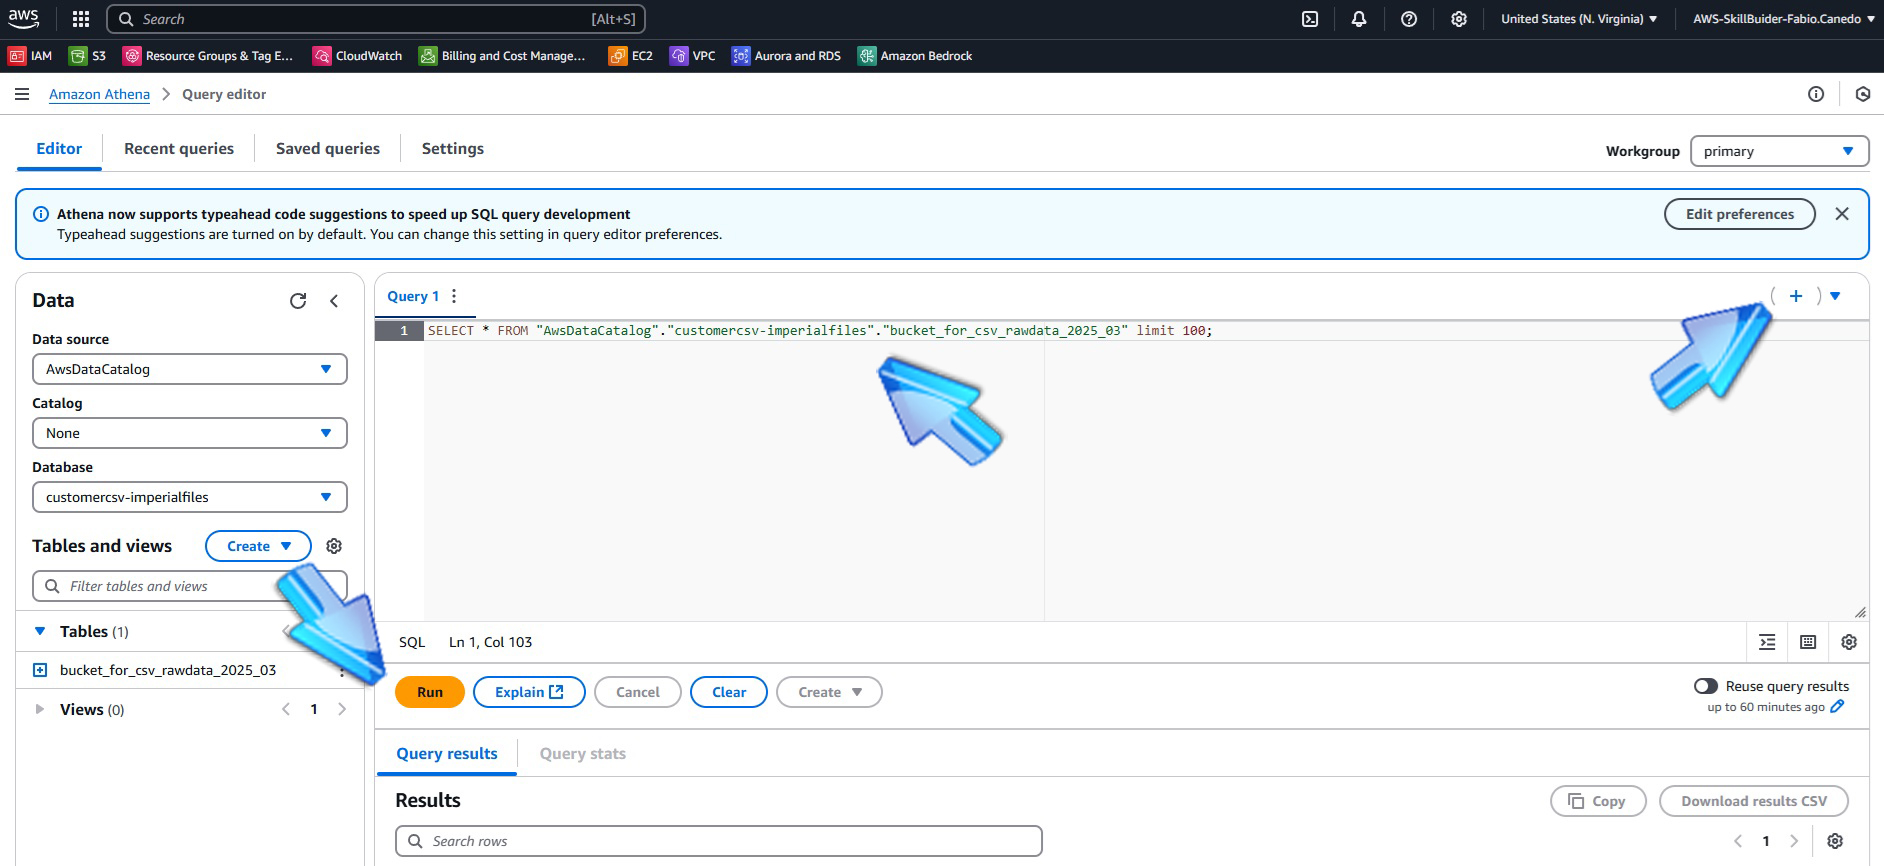 aws
Search
[Alt+S]
United States (N. Virginia)
AWS-SkillBuider-Fabio.Canedo
IAM
S3
Resource Groups & Tag E...
CloudWatch
Billing and Cost Manage...
EC2
VPC
Aurora and RDS
Amazon Bedrock
Amazon Athena
Query editor
Editor
Recent queries
Saved queries
Settings
Workgroup
primary
Athena now supports typeahead code suggestions to speed up SQL query development
Typeahead suggestions are turned on by default. You can change this setting in query editor preferences.
Edit preferences
Data
Data source
AwsDataCatalog
Catalog
None
Database
customercsv-imperialfiles
Tables and views
Create
Filter tables and views
Tables (1)
bucket_for_csv_rawdata_2025_03
Views (0)
1
Query 1
1 SELECT * FROM "AwsDataCatalog"."customercsv-imperialfiles"."bucket_for_csv_rawdata_2025_03" limit 100;
SQL
Ln 1, Col 103
Run
Explain
Cancel
Clear
Create
Reuse query results
up to 60 minutes ago
Query results
Query stats
Results
Copy
Download results CSV
Search rows
1